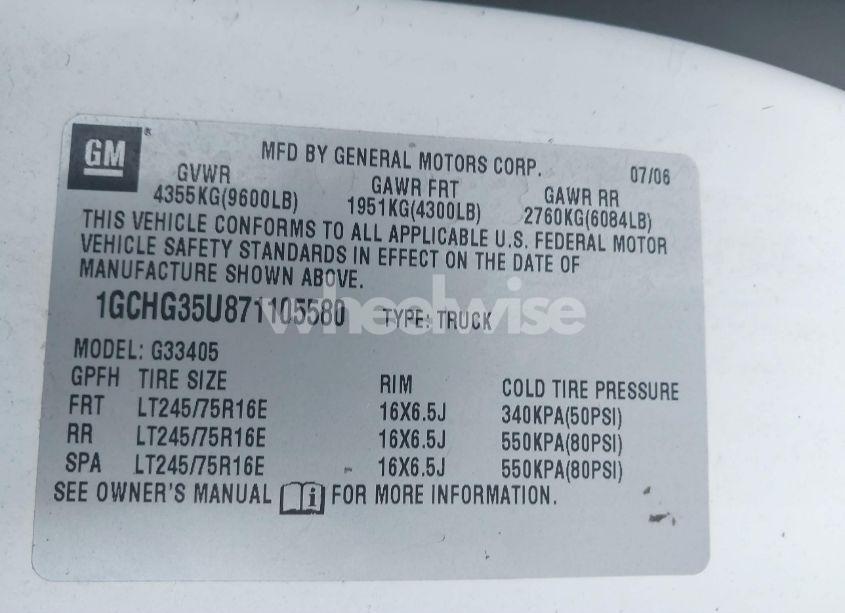 GM
MFD BY GENERAL MOTORS CORP. 07/06
GVWR GAWR FRT GAWR RR
4355KG(9600LB) 1951KG(4300LB) 2760KG(6084LB)
THIS VEHICLE CONFORMS TO ALL APPLICABLE U.S. FEDERAL MOTOR
VEHICLE SAFETY STANDARDS IN EFFECT ON THE DATE OF
MANUFACTURE SHOWN ABOVE.
1GCHG35U871105580 TYPE: TRUCK
wheelwise
MODEL: G33405
GPFH TIRE SIZE RIM COLD TIRE PRESSURE
FRT LT245/75R16E 16X6.5J 340KPA(50PSI)
RR LT245/75R16E 16X6.5J 550KPA(80PSI)
SPA LT245/75R16E 16X6.5J 550KPA(80PSI)
SEE OWNER'S MANUAL i FOR MORE INFORMATION.